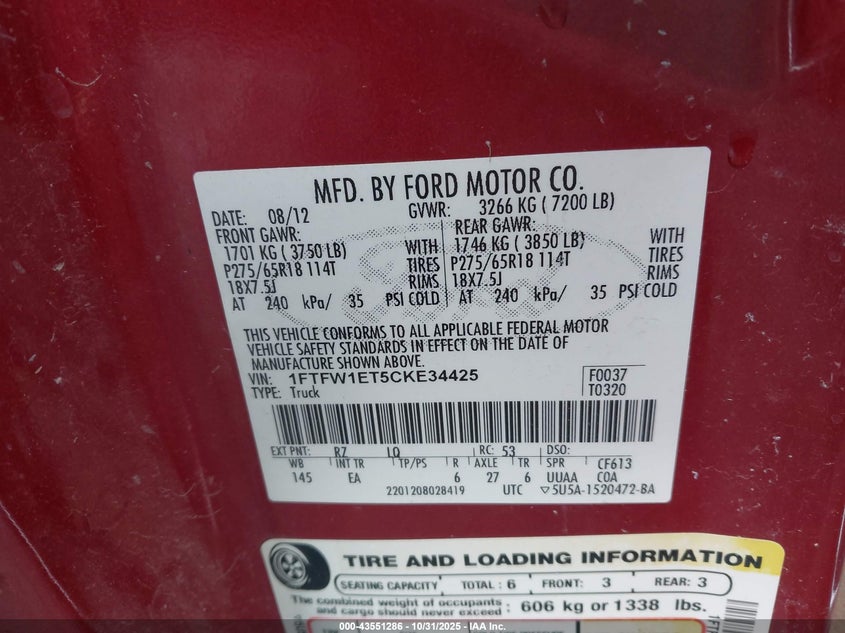 MFD. BY FORD MOTOR CO.
DATE: 08/12 GVWR: 3266 KG ( 7200 LB)
FRONT GAWR: REAR GAWR:
1701 KG ( 3750 LB) WITH 1746 KG ( 3850 LB) WITH
P275/65R18 114T TIRES P275/65R18 114T TIRES
18X7.5J RIMS 18X7.5J RIMS
AT 240 kPa/ 35 PSI COLD AT 240 kPa/ 35 PSI COLD
THIS VEHICLE CONFORMS TO ALL APPLICABLE FEDERAL MOTOR
VEHICLE SAFETY STANDARDS IN EFFECT ON THE DATE OF
MANUFACTURE SHOWN ABOVE.
VIN: 1FTFW1ET5CKE34425 F0037
TYPE: Truck T0320
EXT PNT: RZ LQ RC: 53 DSO:
WB INT TR TP/PS R AXLE TR SPR CF613
145 EA 6 27 6 UUAA COA
2201208028419 UTC ▽5U5A-1520472-BA
TIRE AND LOADING INFORMATION
SEATING CAPACITY TOTAL : 6 FRONT: 3 REAR: 3
The combined weight of occupants
and cargo should never exceed : 606 kg or 1338 lbs.
000-43551286 - 10/31/2025 - IAA Inc.